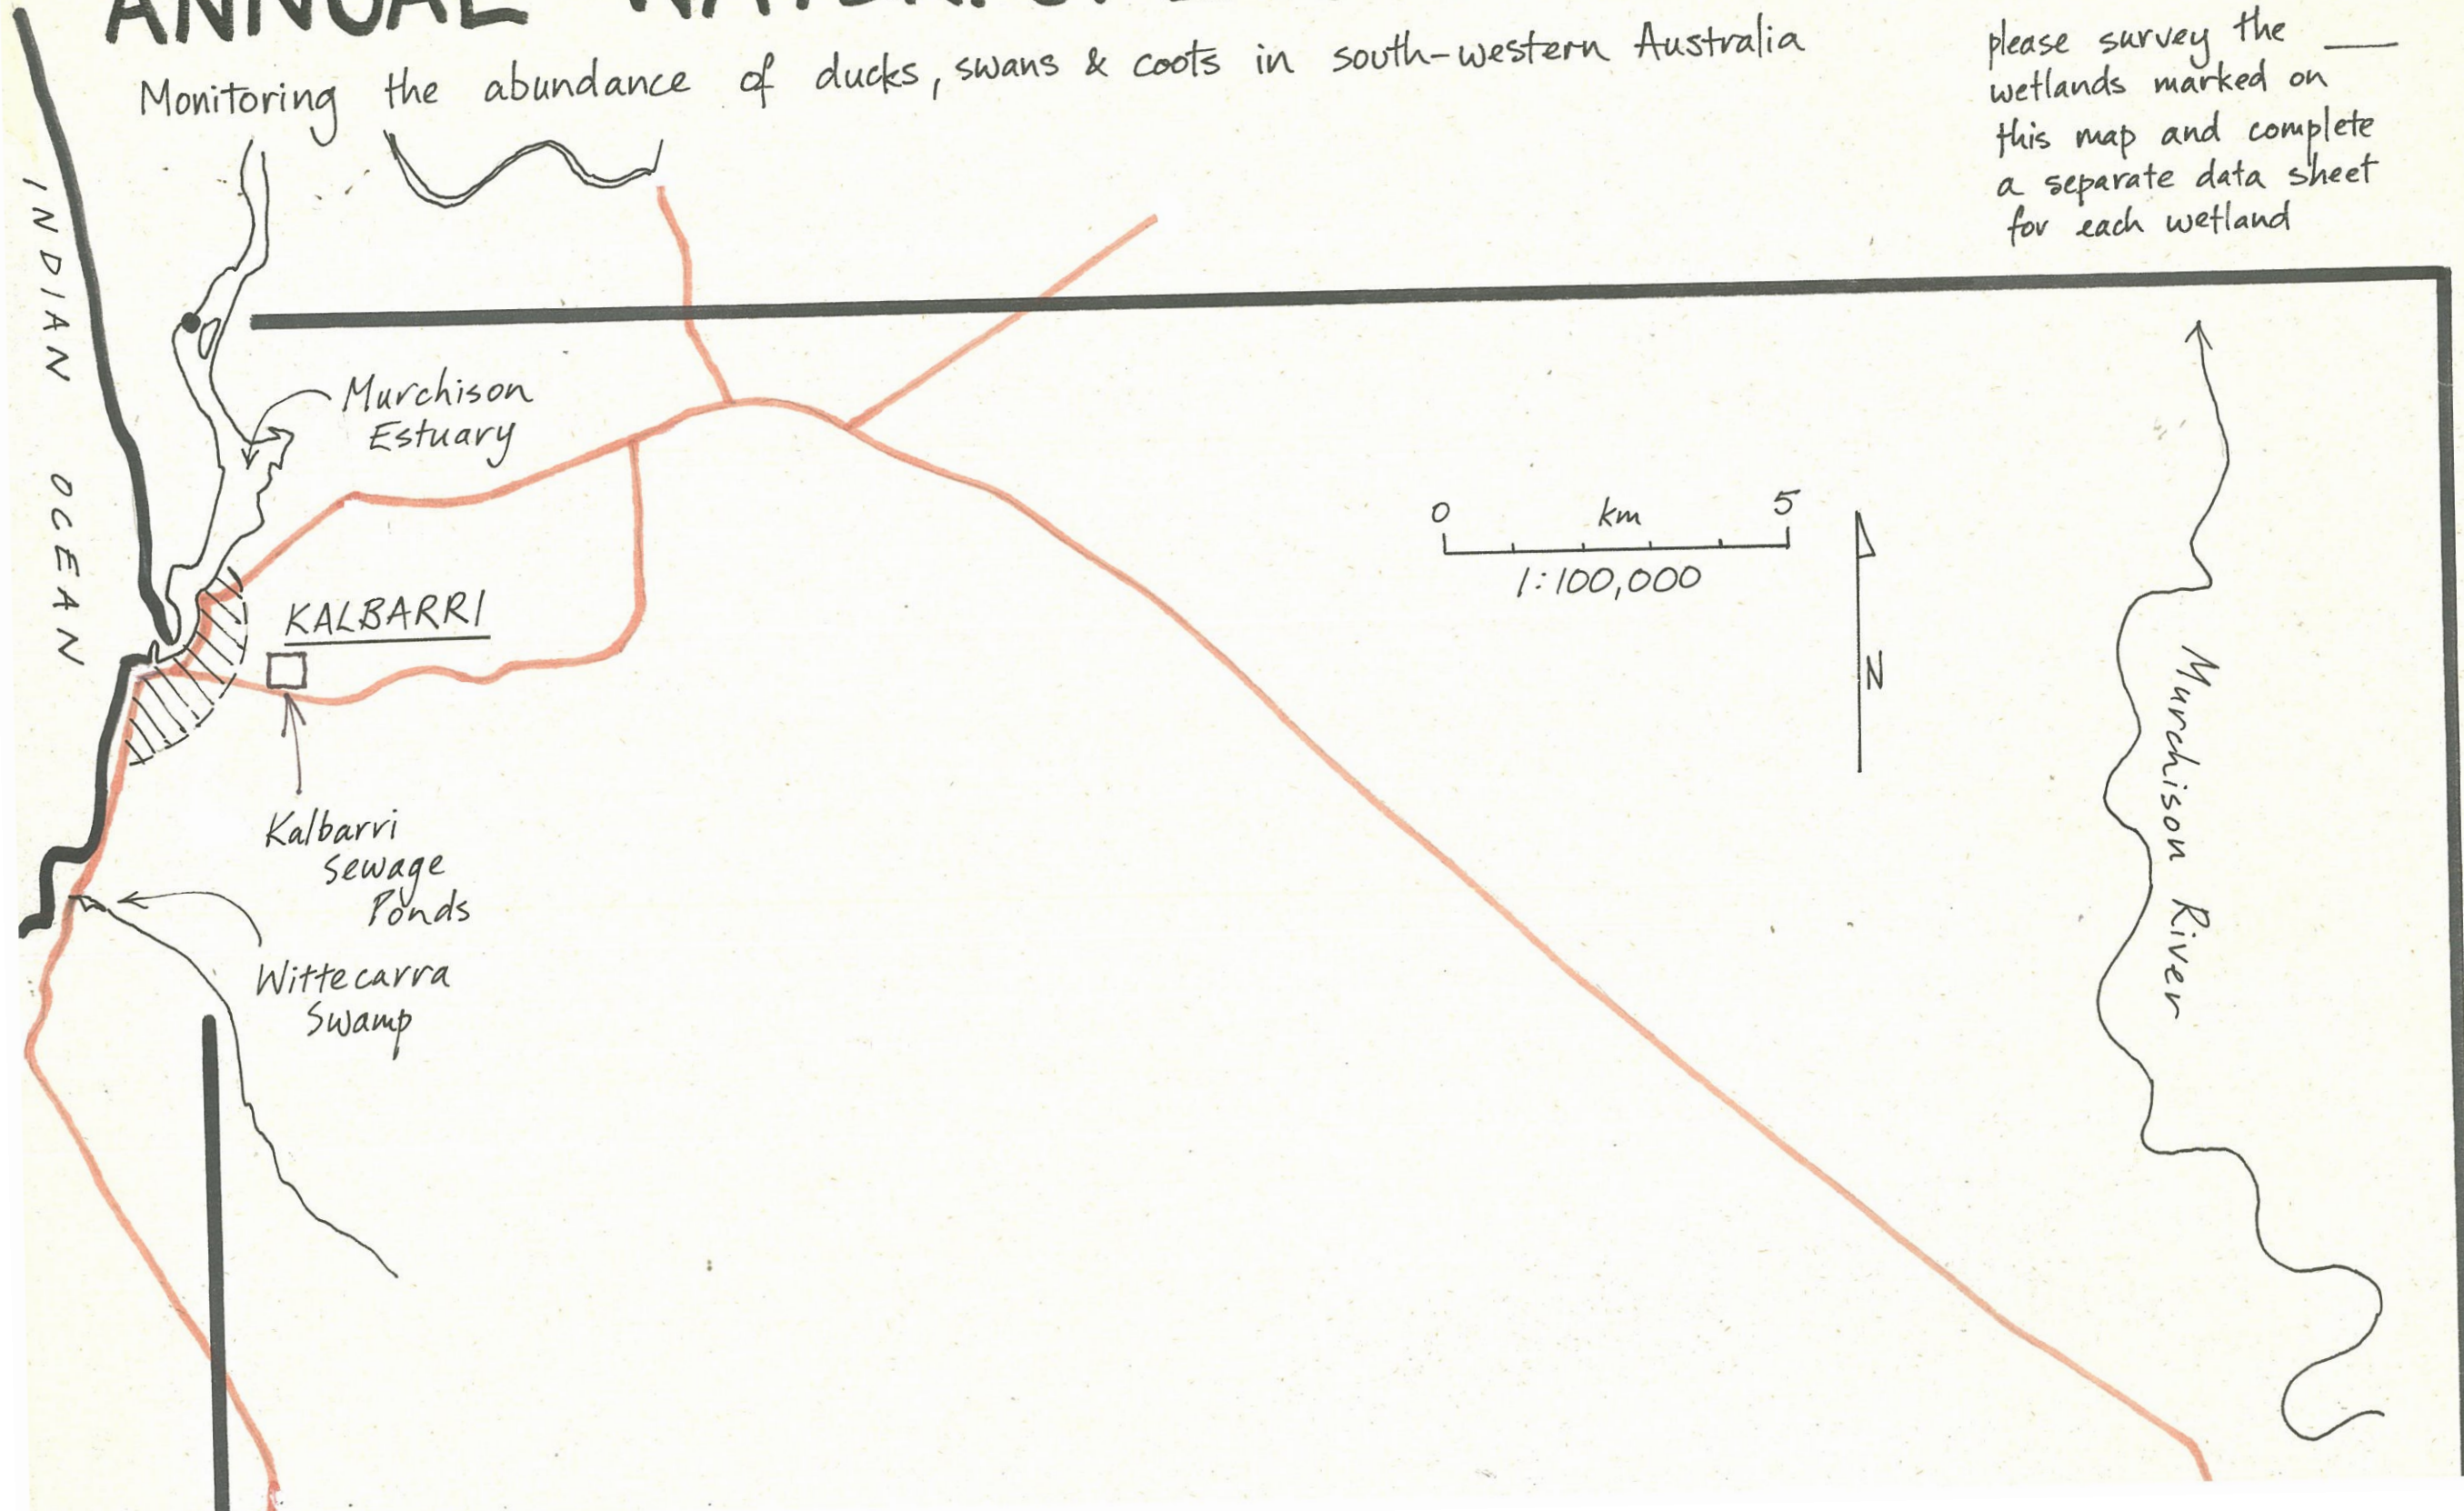 ANNUAL
Monitoring the abundance of ducks, swans & coots in south-western Australia
please survey the ___
wetlands marked on
this map and complete
a separate data sheet
for each wetland
INDIAN OCEAN
Murchison
Estuary
0 km 5
1:100,000
N
KALBARRI
Murchison River
Kalbarri
Sewage
Ponds
Wittecarra
Swamp